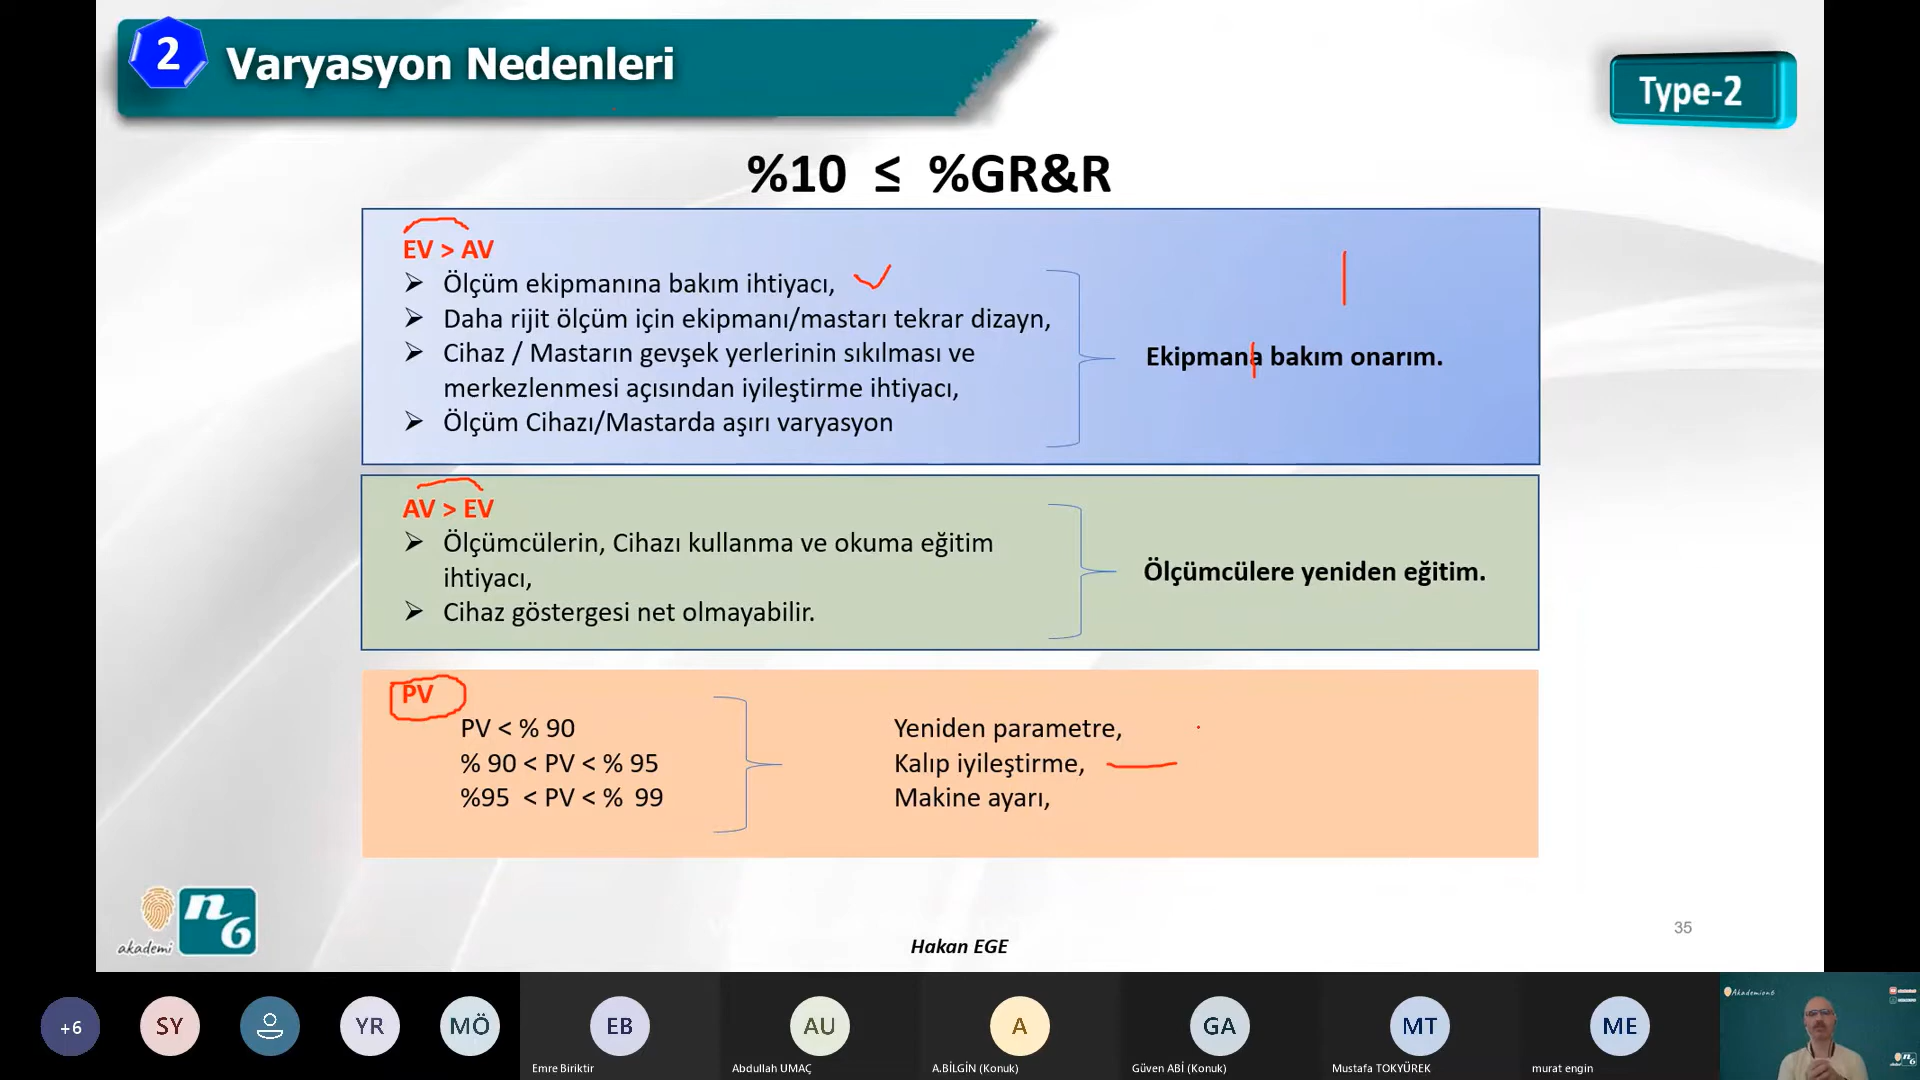 2
Varyasyon Nedenleri
Type-2
%10 ≤ %GR&R
EV > AV
➢ Ölçüm ekipmanına bakım ihtiyacı,
➢ Daha rijit ölçüm için ekipmanı/mastarı tekrar dizayn,
➢ Cihaz / Mastarın gevşek yerlerinin sıkılması ve
merkezlenmesi açısından iyileştirme ihtiyacı,
➢ Ölçüm Cihazı/Mastarda aşırı varyasyon
Ekipmana bakım onarım.
AV > EV
➢ Ölçümcülerin, Cihazı kullanma ve okuma eğitim
ihtiyacı,
➢ Cihaz göstergesi net olmayabilir.
Ölçümcülere yeniden eğitim.
PV
PV < % 90
% 90 < PV < % 95
%95 < PV < % 99
Yeniden parametre,
Kalıp iyileştirme,
Makine ayarı,
akademi
n6
Hakan EGE
35
+6
SY
YR
MÖ
EB
AU
A
GA
MT
ME
Emre Biriktir
Abdullah UMAÇ
A.BİLGİN (Konuk)
Güven ABİ (Konuk)
Mustafa TOKYÜREK
murat engin
Akademien6